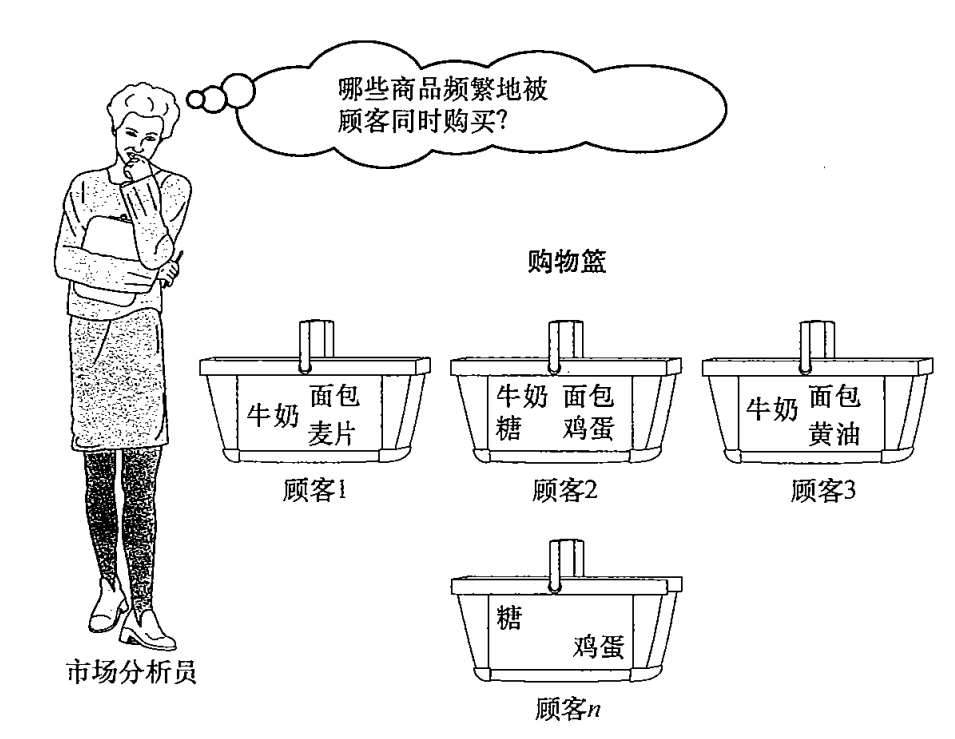 哪些商品频繁地被
顾客同时购买?
购物篮
牛奶 面包
麦片
牛奶 面包
糖 鸡蛋
牛奶 面包
黄油
顾客1
顾客2
顾客3
糖
鸡蛋
市场分析员
顾客n